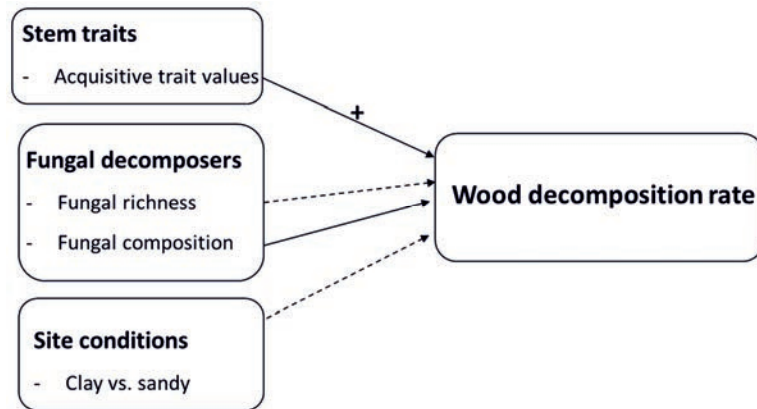 Stem traits
- Acquisitive trait values
+
Fungal decomposers
- Fungal richness
- Fungal composition
Wood decomposition rate
Site conditions
- Clay vs. sandy